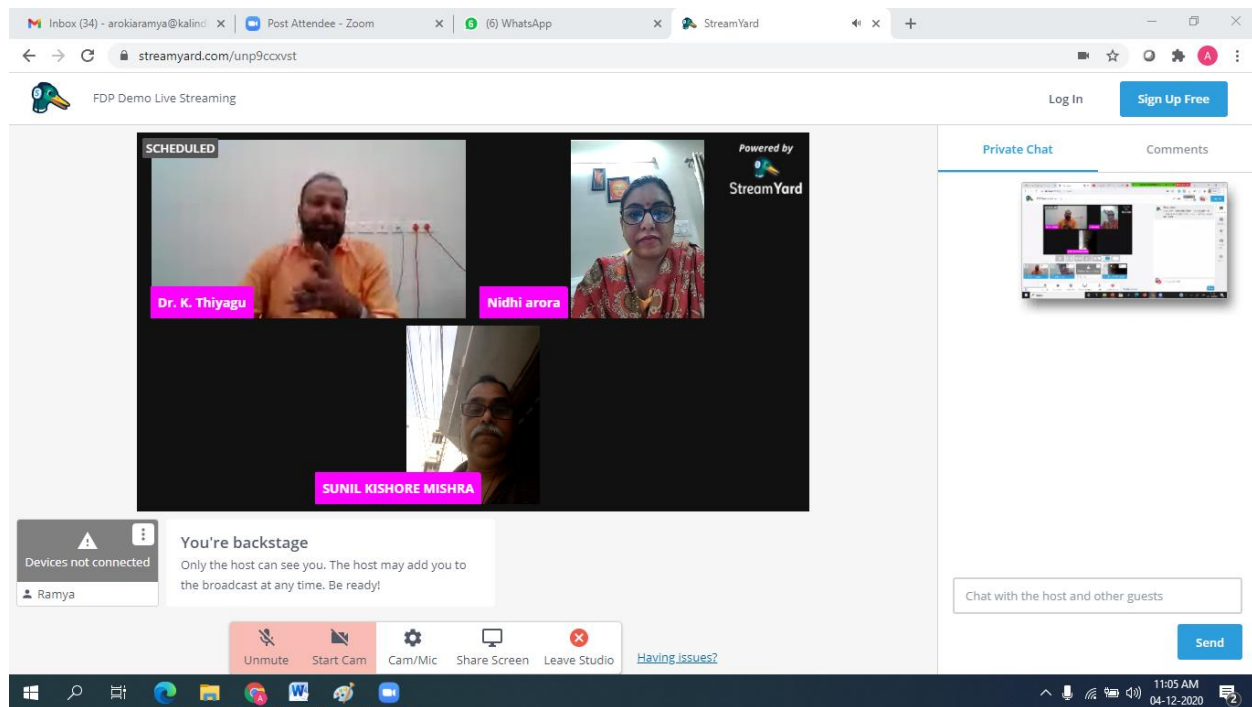 Inbox (34) - arokiaramya@kalind
Post Attendee - Zoom
(6) WhatsApp
StreamYard
streamyard.com/unp9ccxvst
A
FDP Demo Live Streaming
Log In
Sign Up Free
SCHEDULED
Powered by
StreamYard
Dr. K. Thiyagu
Nidhi arora
SUNIL KISHORE MISHRA
Private Chat
Comments
Devices not connected
Ramya
You're backstage
Only the host can see you. The host may add you to
the broadcast at any time. Be ready!
Unmute
Start Cam
Cam/Mic
Share Screen
Leave Studio
Having issues?
Chat with the host and other guests
Send
11:05 AM
04-12-2020
2